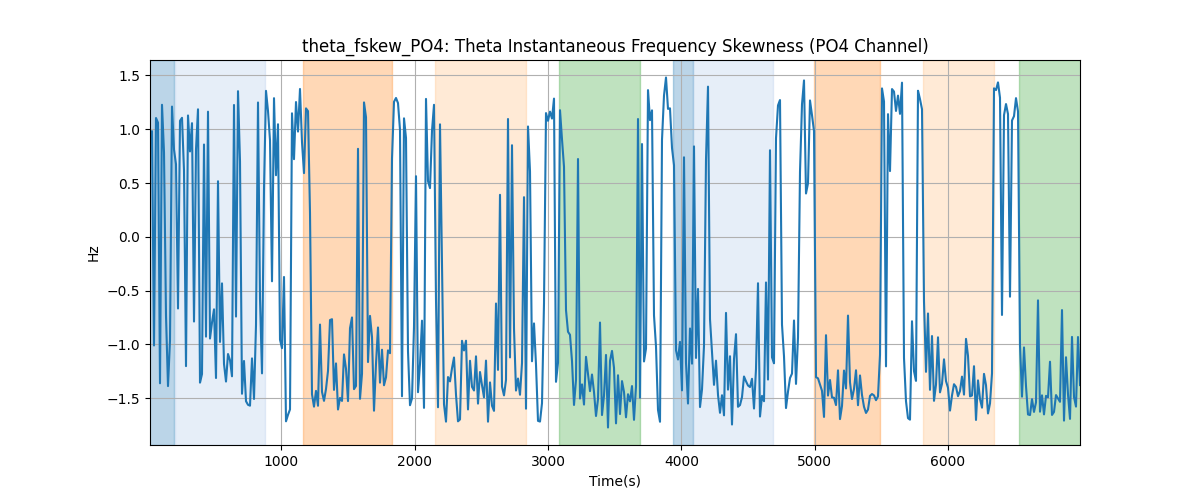 theta_fskew_PO4: Theta Instantaneous Frequency Skewness (PO4 Channel)
1.5
1.0
0.5
0.0
−0.5
−1.0
−1.5
Hz
1000 2000 3000 4000 5000 6000
Time(s)